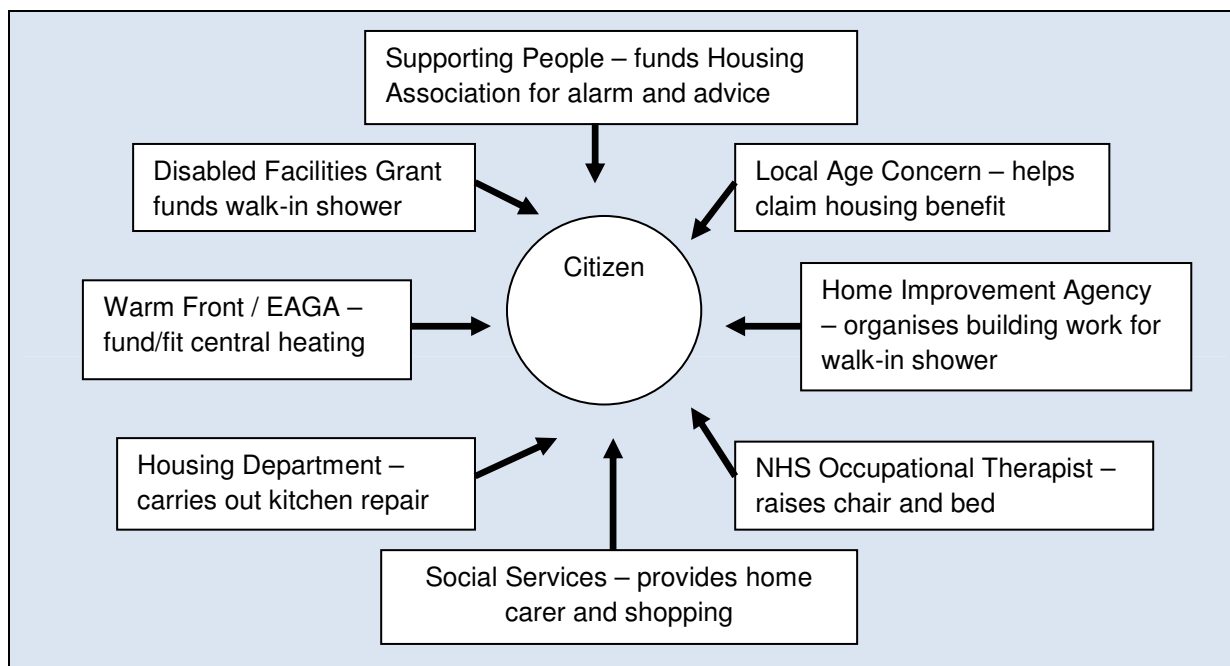 Supporting People – funds Housing
Association for alarm and advice
Disabled Facilities Grant
funds walk-in shower
Local Age Concern – helps
claim housing benefit
Citizen
Warm Front / EAGA –
fund/fit central heating
Home Improvement Agency
– organises building work for
walk-in shower
Housing Department –
carries out kitchen repair
NHS Occupational Therapist –
raises chair and bed
Social Services – provides home
carer and shopping